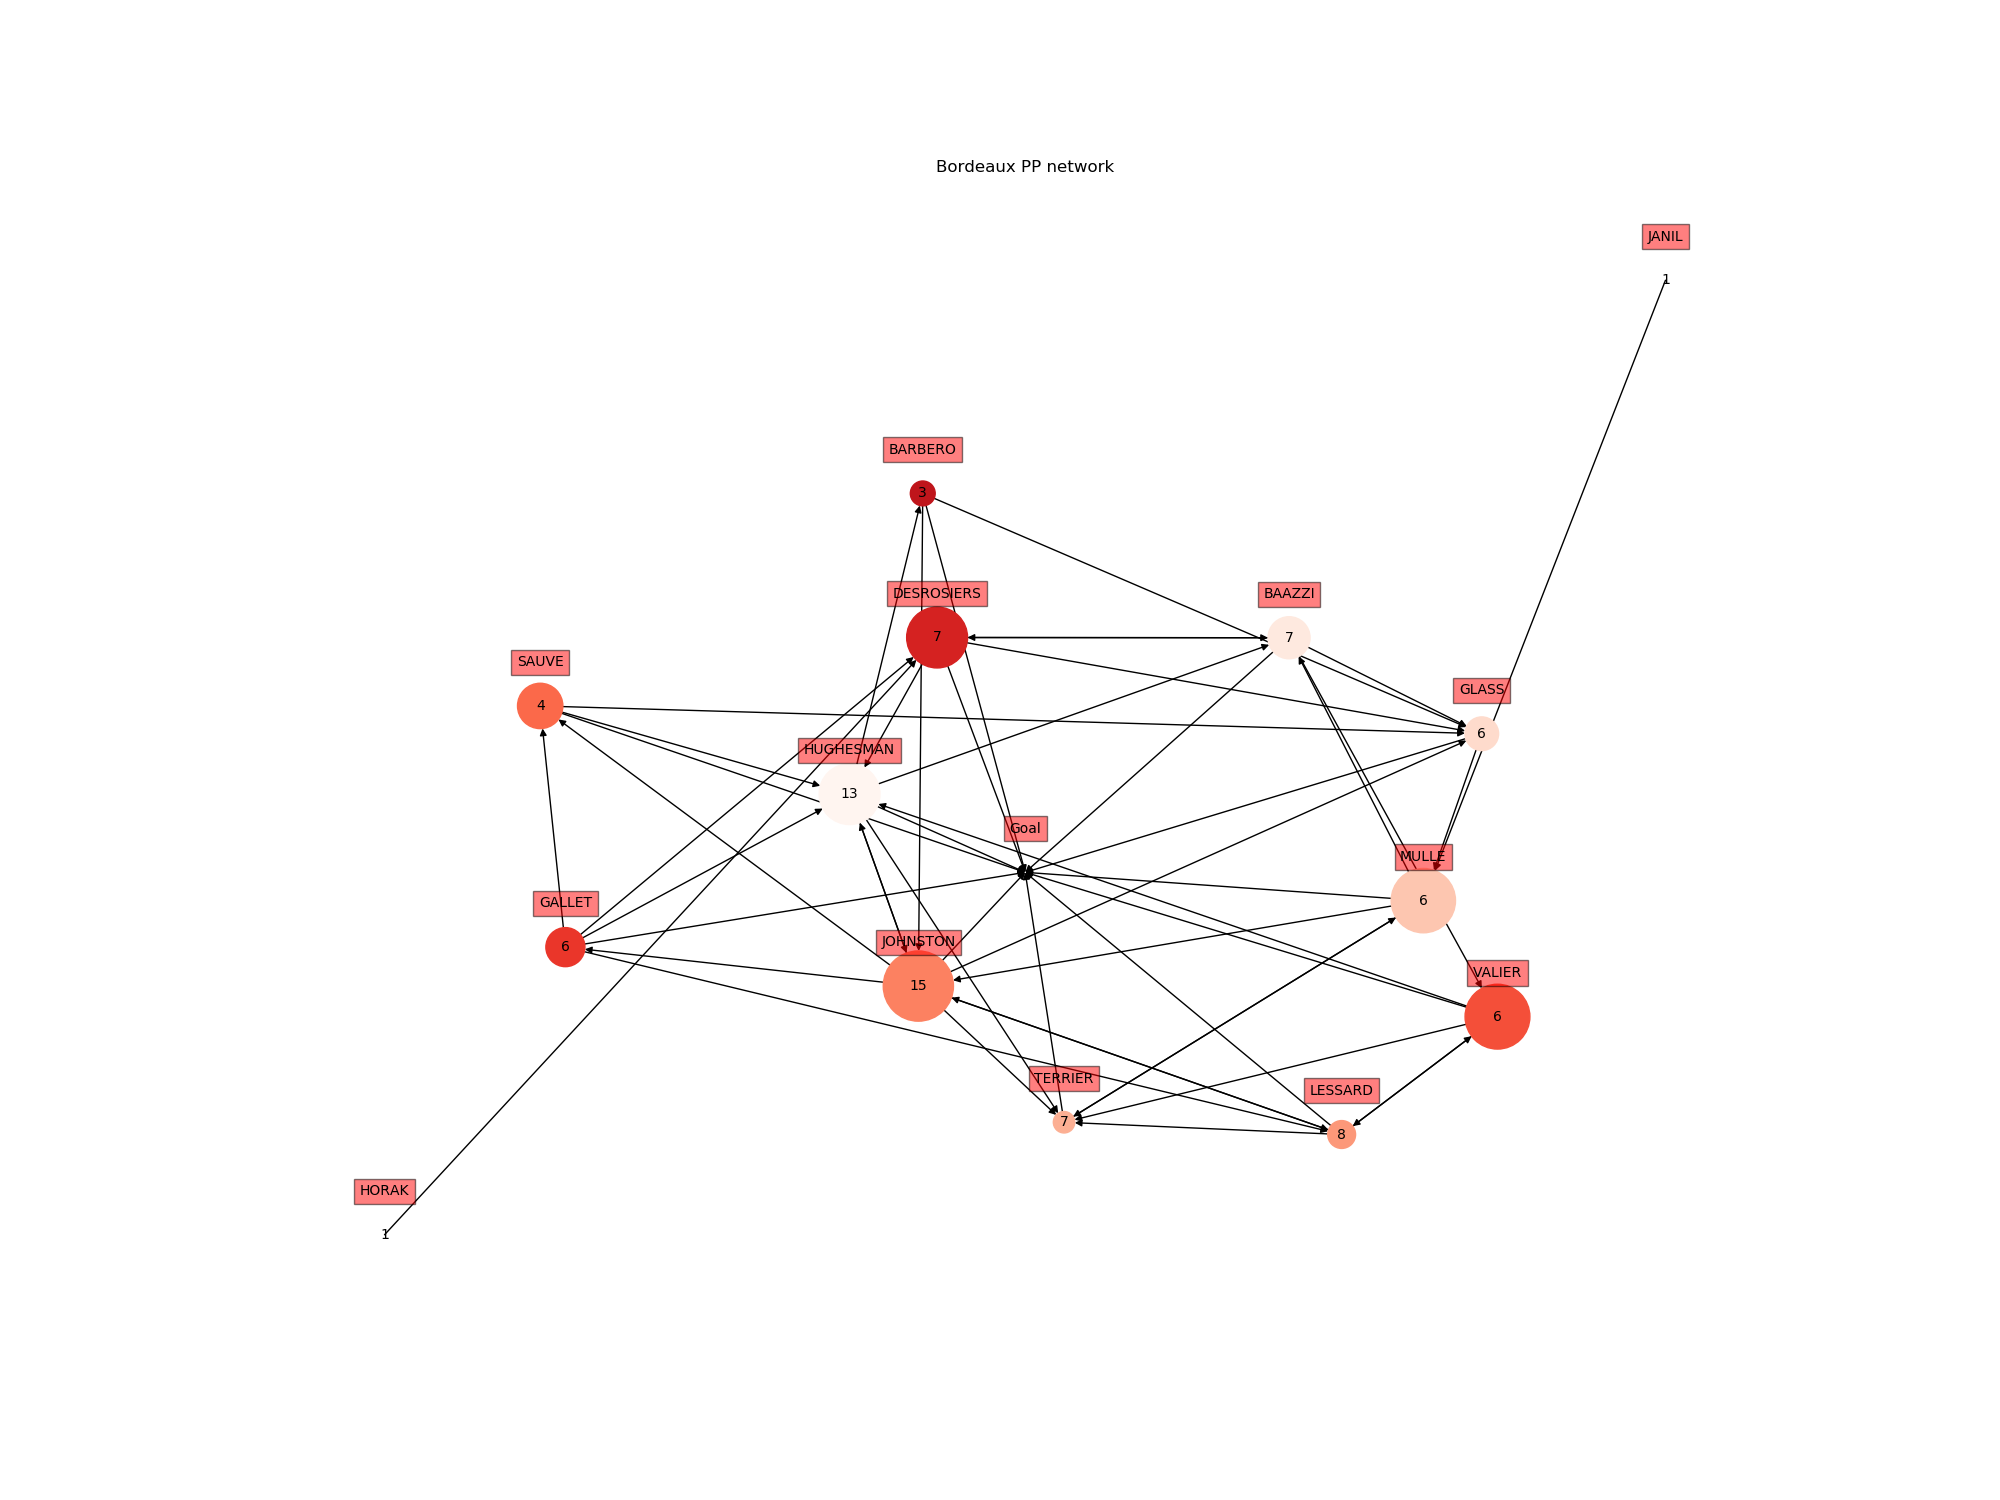 Bordeaux PP network
JANIL
1
BARBERO
3
DESROSIERS
7
BAAZZI
7
SAUVE
4
GLASS
6
HUGHESMAN
13
Goal
MULLE
6
GALLET
6
JOHNSTON
15
VALIER
6
TERRIER
7
LESSARD
8
HORAK
1